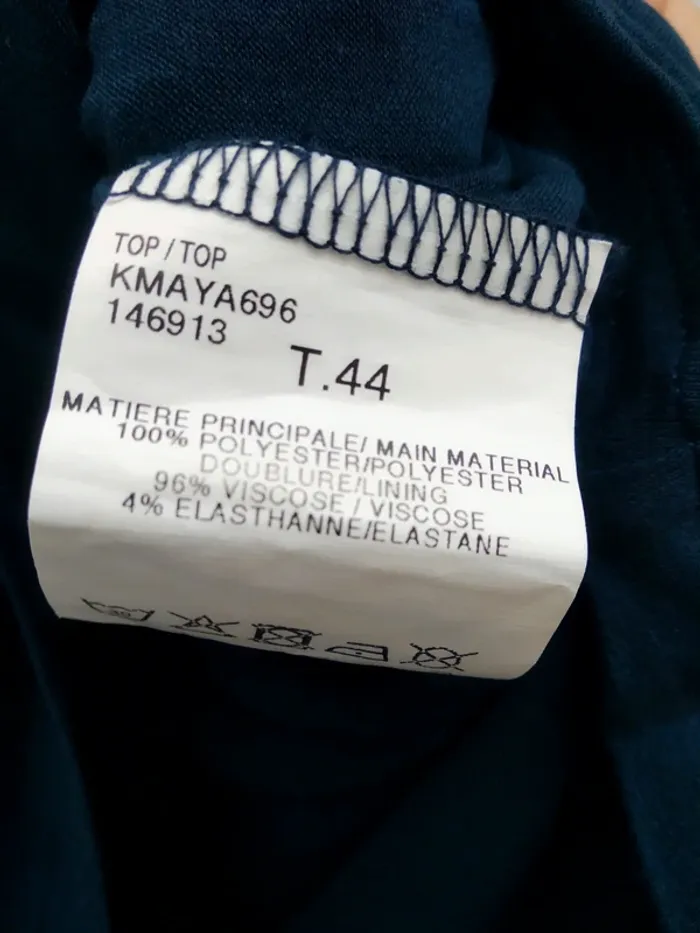 TOP / TOP
KMAYA696
146913
T.44
MATIERE PRINCIPALE/ MAIN MATERIAL
100% POLYESTER/POLYESTER
DOUBLURE/LINING
96% VISCOSE / VISCOSE
4% ELASTHANNE/ELASTANE